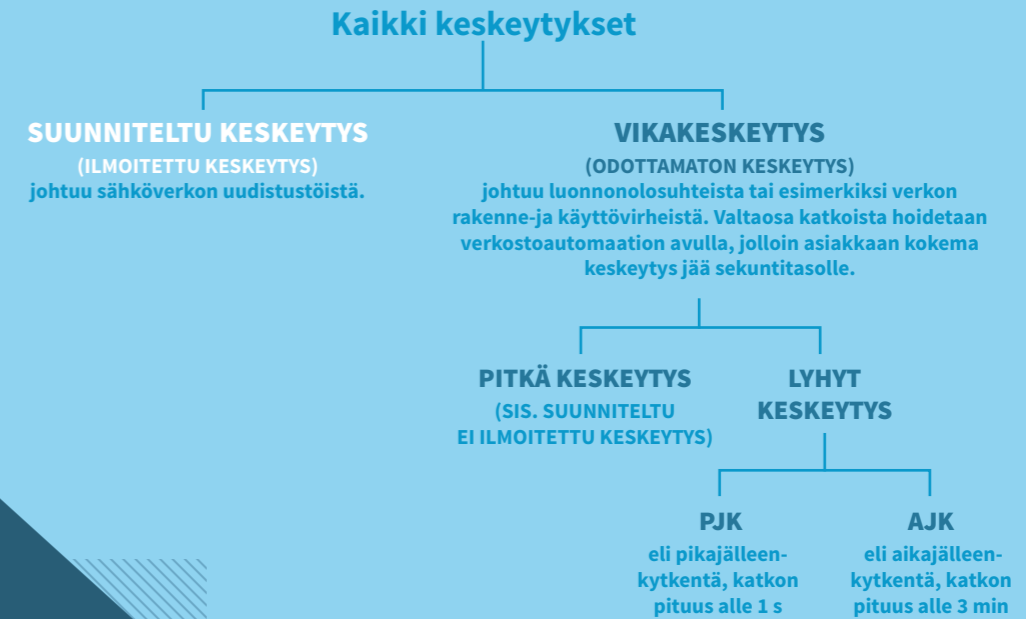 Kaikki keskeytykset
SUUNNITELTU KESKEYTYS
(ILMOITETTU KESKEYTYS)
johtuu sähköverkon uudistustöistä.
VIKAKESKEYTYS
(ODOTTAMATON KESKEYTYS)
johtuu luonnonolosuhteista tai esimerkiksi verkon
rakenne-ja käyttövirheistä. Valtaosa katkoista hoidetaan
verkostoautomaation avulla, jolloin asiakkaan kokema
keskeytys jää sekuntitasolle.
PITKÄ KESKEYTYS
(SIS. SUUNNITELTU
EI ILMOITETTU KESKEYTYS)
LYHYT
KESKEYTYS
PJK
eli pikajälleen-
kytkentä, katkon
pituus alle 1 s
AJK
eli aikajälleen-
kytkentä, katkon
pituus alle 3 min